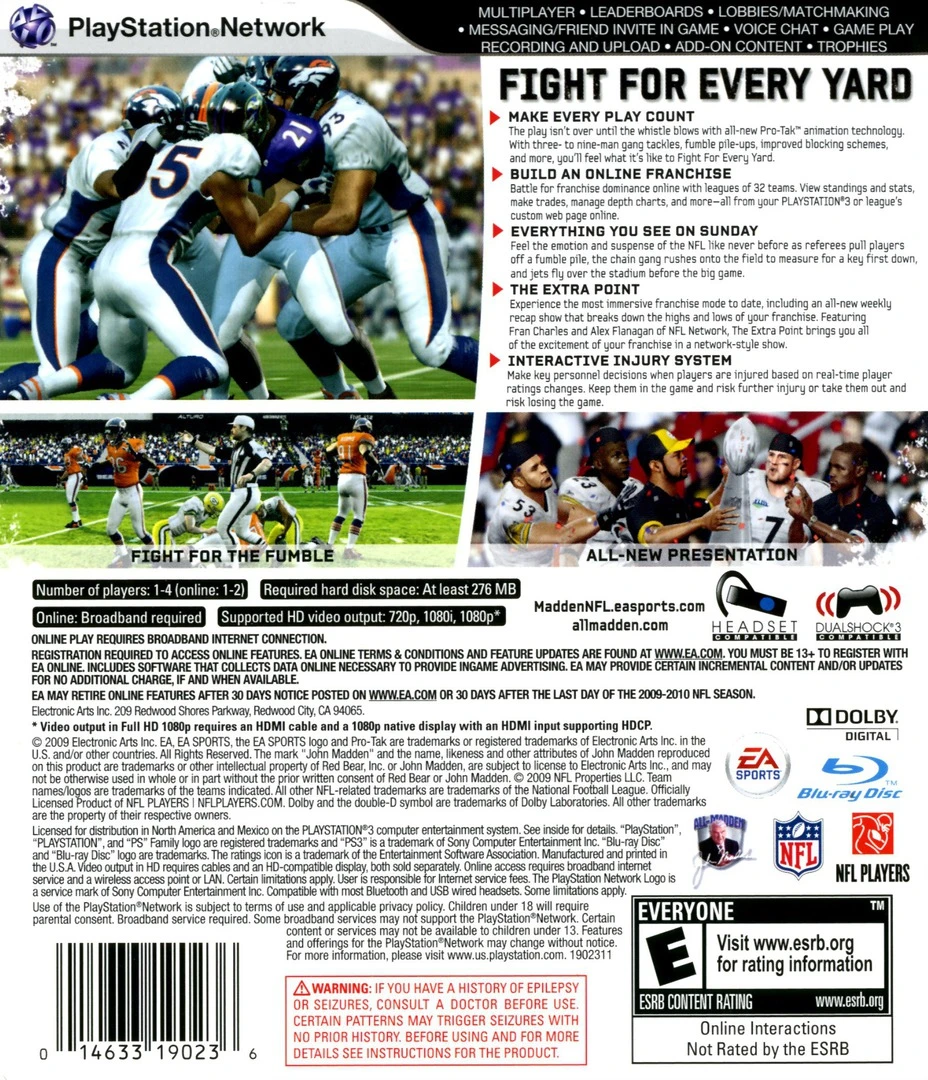 PlayStation®Network
MULTIPLAYER • LEADERBOARDS • LOBBIES/MATCHMAKING
• MESSAGING/FRIEND INVITE IN GAME • VOICE CHAT • GAME PLAY
RECORDING AND UPLOAD • ADD-ON CONTENT • TROPHIES
FIGHT FOR EVERY YARD
MAKE EVERY PLAY COUNT
The play isn't over until the whistle blows with all-new Pro-Tak™ animation technology.
With three- to nine-man gang tackles, fumble pile-ups, improved blocking schemes,
and more, you'll feel what it's like to Fight For Every Yard.
BUILD AN ONLINE FRANCHISE
Battle for franchise dominance online with leagues of 32 teams. View standings and stats,
make trades, manage depth charts, and more—all from your PLAYSTATION®3 or league's
custom web page online.
EVERYTHING YOU SEE ON SUNDAY
Feel the emotion and suspense of the NFL like never before as referees pull players
off a fumble pile, the chain gang rushes onto the field to measure for a key first down,
and jets fly over the stadium before the big game.
THE EXTRA POINT
Experience the most immersive franchise mode to date, including an all-new weekly
recap show that breaks down the highs and lows of your franchise. Featuring
Fran Charles and Alex Flanagan of NFL Network, The Extra Point brings you all
of the excitement of your franchise in a network-style show.
INTERACTIVE INJURY SYSTEM
Make key personnel decisions when players are injured based on real-time player
ratings changes. Keep them in the game and risk further injury or take them out and
risk losing the game.
5
21
93
53
7
FIGHT FOR THE FUMBLE
ALL-NEW PRESENTATION
Number of players: 1-4 (online: 1-2)
Required hard disk space: At least 276 MB
Online: Broadband required
Supported HD video output: 720p, 1080i, 1080p*
MaddenNFL.easports.com
allmadden.com
HEADSET
COMPATIBLE
DUALSHOCK®3
COMPATIBLE
ONLINE PLAY REQUIRES BROADBAND INTERNET CONNECTION.
REGISTRATION REQUIRED TO ACCESS ONLINE FEATURES. EA ONLINE TERMS & CONDITIONS AND FEATURE UPDATES ARE FOUND AT WWW.EA.COM. YOU MUST BE 13+ TO REGISTER WITH
EA ONLINE. INCLUDES SOFTWARE THAT COLLECTS DATA ONLINE NECESSARY TO PROVIDE INGAME ADVERTISING. EA MAY PROVIDE CERTAIN INCREMENTAL CONTENT AND/OR UPDATES
FOR NO ADDITIONAL CHARGE, IF AND WHEN AVAILABLE.
EA MAY RETIRE ONLINE FEATURES AFTER 30 DAYS NOTICE POSTED ON WWW.EA.COM OR 30 DAYS AFTER THE LAST DAY OF THE 2009-2010 NFL SEASON.
Electronic Arts Inc. 209 Redwood Shores Parkway, Redwood City, CA 94065.
* Video output in Full HD 1080p requires an HDMI cable and a 1080p native display with an HDMI input supporting HDCP.
© 2009 Electronic Arts Inc. EA, EA SPORTS, the EA SPORTS logo and Pro-Tak are trademarks or registered trademarks of Electronic Arts Inc. in the
U.S. and/or other countries. All Rights Reserved. The mark "John Madden" and the name, likeness and other attributes of John Madden reproduced
on this product are trademarks or other intellectual property of Red Bear, Inc. or John Madden, are subject to license to Electronic Arts Inc., and may
not be otherwise used in whole or in part without the prior written consent of Red Bear or John Madden. © 2009 NFL Properties LLC. Team
names/logos are trademarks of the teams indicated. All other NFL-related trademarks are trademarks of the National Football League. Officially
Licensed Product of NFL PLAYERS | NFLPLAYERS.COM. Dolby and the double-D symbol are trademarks of Dolby Laboratories. All other trademarks
are the property of their respective owners.
Licensed for distribution in North America and Mexico on the PLAYSTATION®3 computer entertainment system. See inside for details. "PlayStation",
"PLAYSTATION", and "PS" Family logo are registered trademarks and "PS3" is a trademark of Sony Computer Entertainment Inc. "Blu-ray Disc"
and "Blu-ray Disc" logo are trademarks. The ratings icon is a trademark of the Entertainment Software Association. Manufactured and printed in
the U.S.A. Video output in HD requires cables and an HD-compatible display, both sold separately. Online access requires broadband internet
service and a wireless access point or LAN. Certain limitations apply. User is responsible for Internet service fees. The PlayStation Network Logo is
a service mark of Sony Computer Entertainment Inc. Compatible with most Bluetooth and USB wired headsets. Some limitations apply.
Use of the PlayStation®Network is subject to terms of use and applicable privacy policy. Children under 18 will require
parental consent. Broadband service required. Some broadband services may not support the PlayStation®Network. Certain
content or services may not be available to children under 13. Features
and offerings for the PlayStation®Network may change without notice.
For more information, please visit www.us.playstation.com. 1902311
DOLBY
DIGITAL
EA
SPORTS
Blu-ray Disc™
ALL-MADDEN
NFL
NFL PLAYERS
EVERYONE ™
E
Visit www.esrb.org
for rating information
ESRB CONTENT RATING www.esrb.org
Online Interactions
Not Rated by the ESRB
WARNING: IF YOU HAVE A HISTORY OF EPILEPSY
OR SEIZURES, CONSULT A DOCTOR BEFORE USE.
CERTAIN PATTERNS MAY TRIGGER SEIZURES WITH
NO PRIOR HISTORY. BEFORE USING AND FOR MORE
DETAILS SEE INSTRUCTIONS FOR THE PRODUCT.
0 14633 19023 6